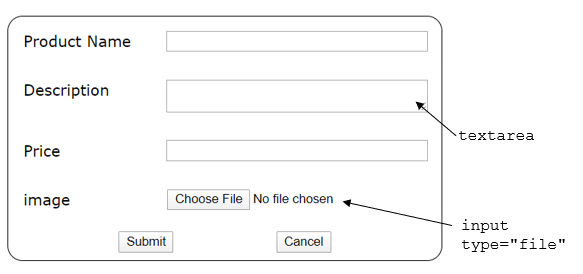 Product Name
Description
textarea
Price
image
Choose File No file chosen
input
type="file"
Submit
Cancel